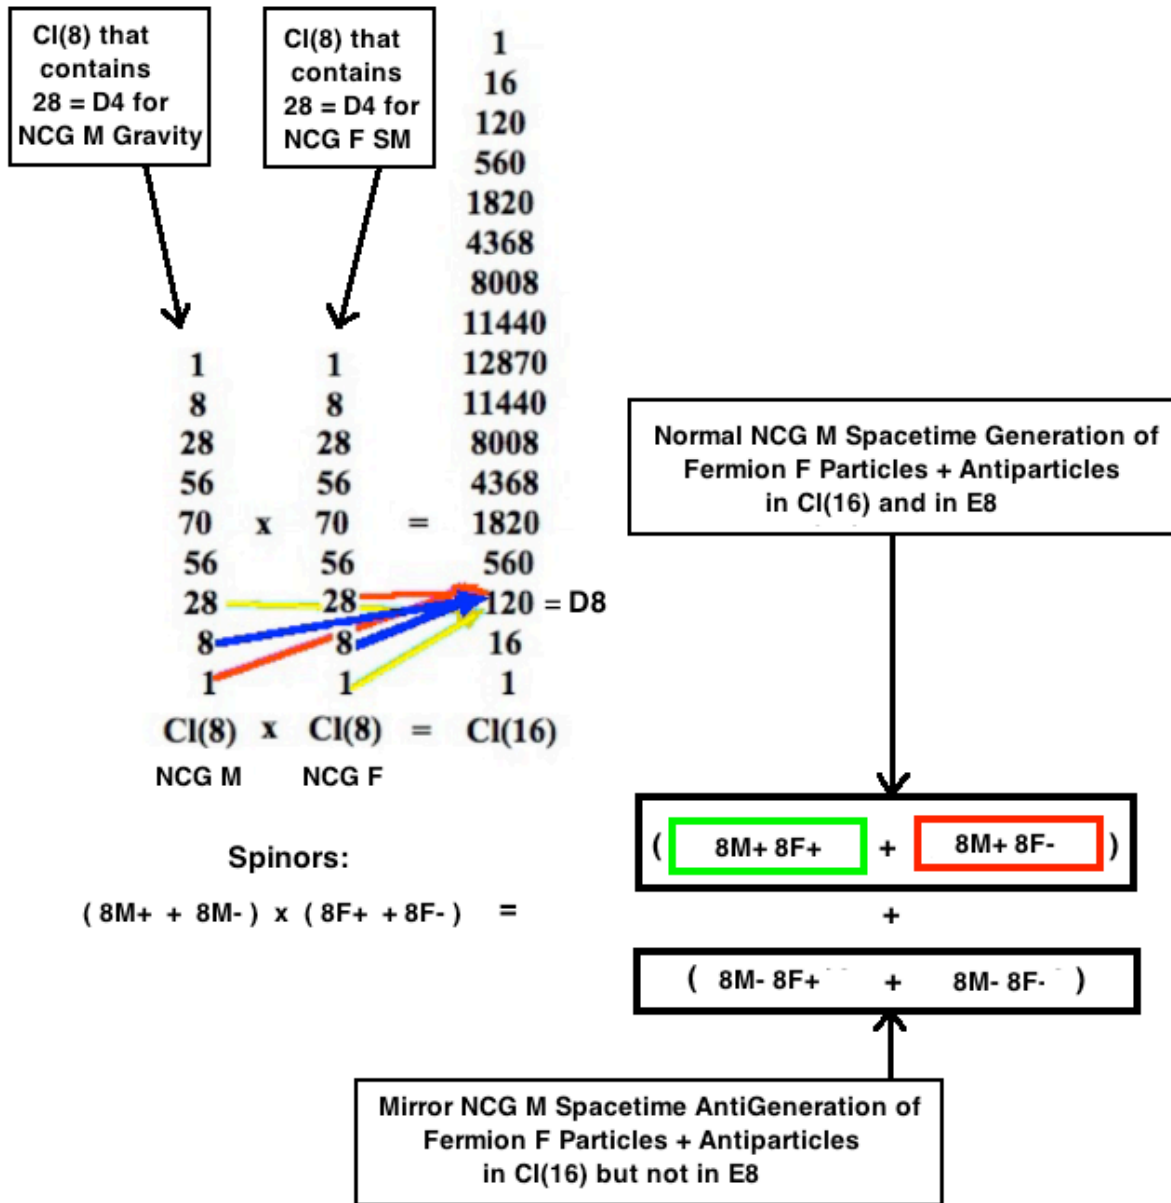 Cl(8) that
contains
28 = D4 for
NCG M Gravity
Cl(8) that
contains
28 = D4 for
NCG F SM
1
16
120
560
1820
4368
8008
11440
1 1 12870
8 8 11440
28 28 8008
56 56 4368
70 x 70 = 1820
56 56 560
28 28 120 = D8
8 8 16
1 1 1
Cl(8) x Cl(8) = Cl(16)
NCG M NCG F
Normal NCG M Spacetime Generation of
Fermion F Particles + Antiparticles
in Cl(16) and in E8
Spinors:
( 8M+ + 8M- ) x ( 8F+ + 8F- ) =
( 8M+ 8F+ + 8M+ 8F- )
+
( 8M- 8F+ + 8M- 8F- )
Mirror NCG M Spacetime AntiGeneration of
Fermion F Particles + Antiparticles
in Cl(16) but not in E8